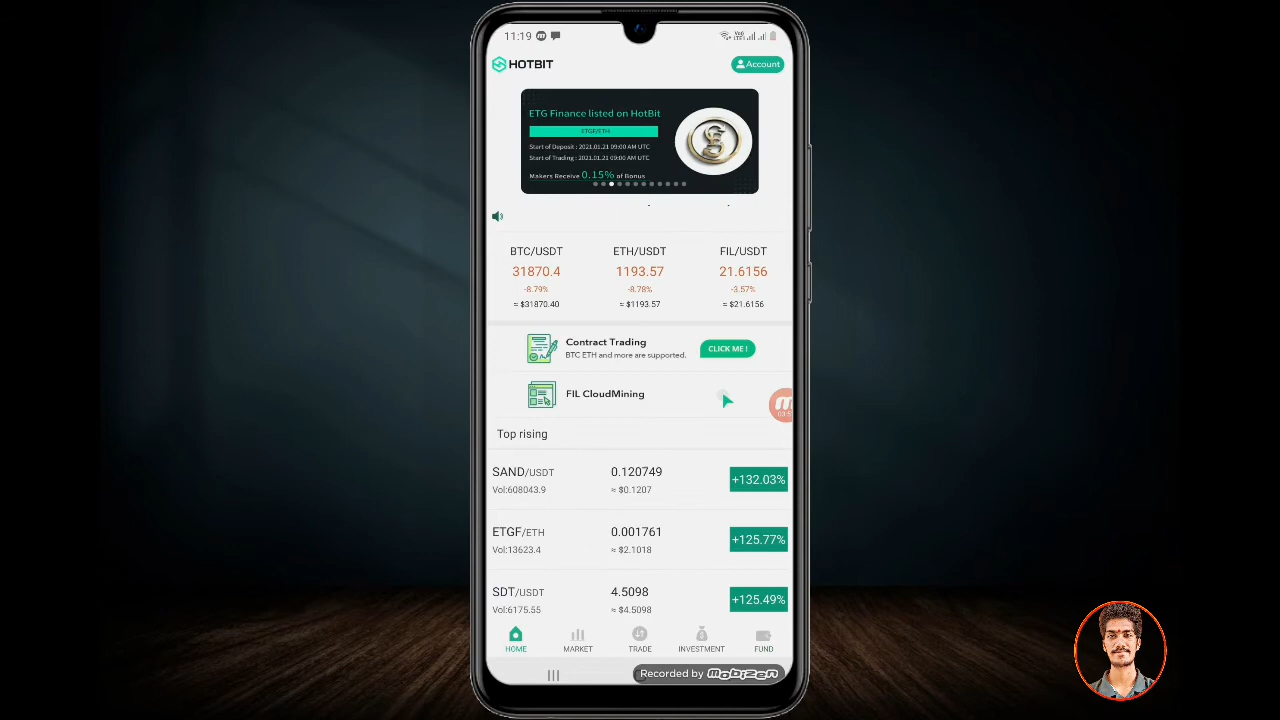 11:19
HOTBIT
Account
ETG Finance listed on HotBit
ETGF/ETH
Start of Deposit : 2021.01.21 09:00 AM UTC
Start of Trading : 2021.01.21 09:00 AM UTC
Makers Receive 0.15% of Bonus
BTC/USDT ETH/USDT FIL/USDT
31870.4 1193.57 21.6156
-8.79% -8.78% -3.57%
≈ $31870.40 ≈ $1193.57 ≈ $21.6156
Contract Trading
BTC ETH and more are supported.
CLICK ME !
FIL CloudMining
Top rising
SAND/USDT 0.120749 +132.03%
Vol:608043.9 ≈ $0.1207
ETGF/ETH 0.001761 +125.77%
Vol:13623.4 ≈ $2.1018
SDT/USDT 4.5098 +125.49%
Vol:6175.55 ≈ $4.5098
HOME MARKET TRADE INVESTMENT FUND
Recorded by Mobizen